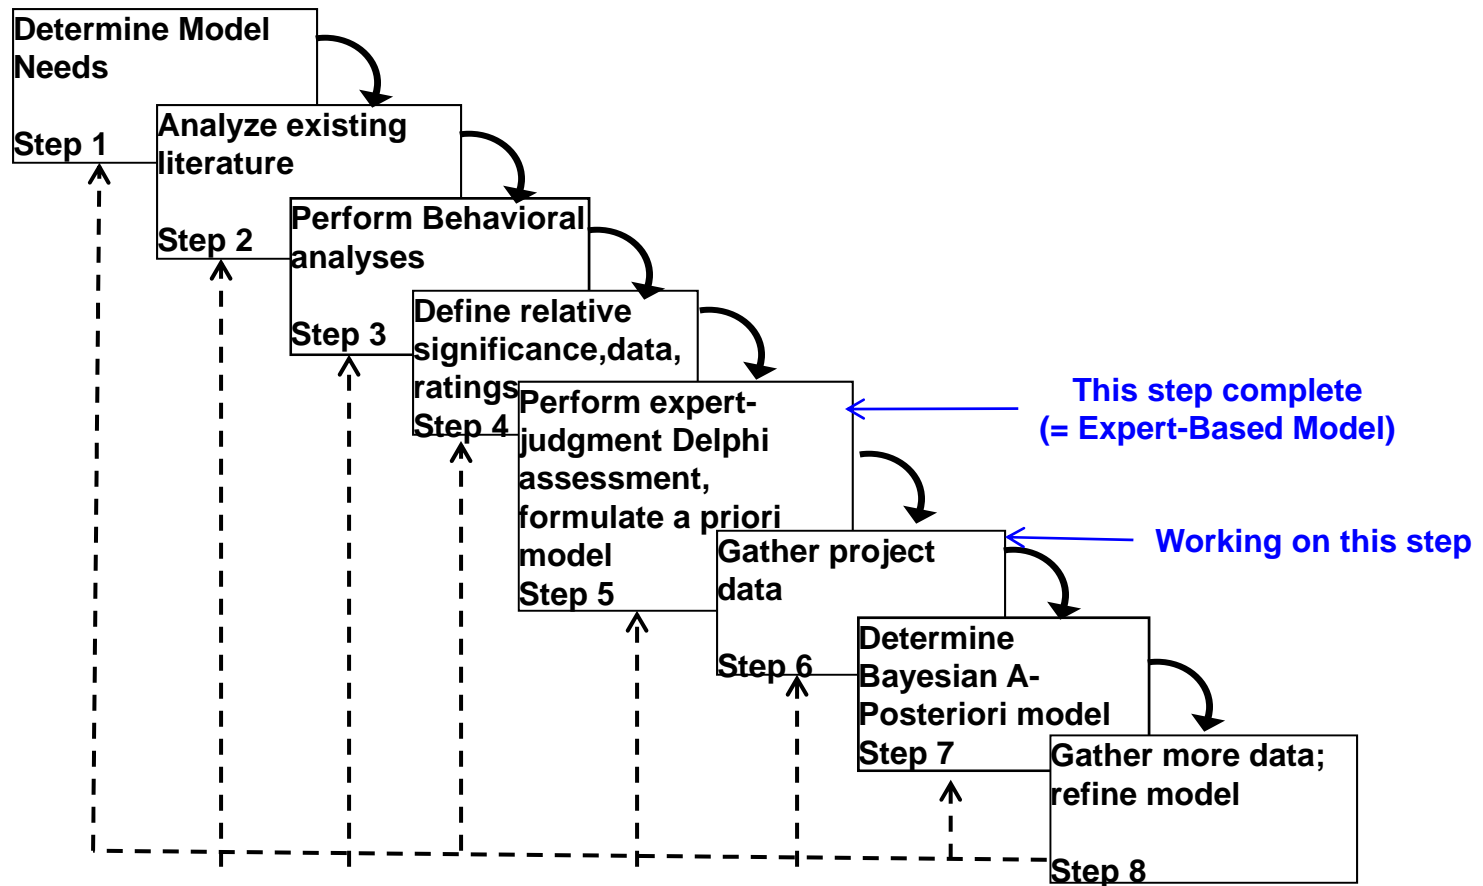 Determine Model
Needs
Step 1
Analyze existing
literature
Step 2
Perform Behavioral
analyses
Step 3
Define relative
significance,data,
ratings
Step 4
Perform expert-
judgment Delphi
assessment,
formulate a priori
model
Step 5
This step complete
(= Expert-Based Model)
Gather project
data
Step 6
Working on this step
Determine
Bayesian A-
Posteriori model
Step 7
Gather more data;
refine model
Step 8